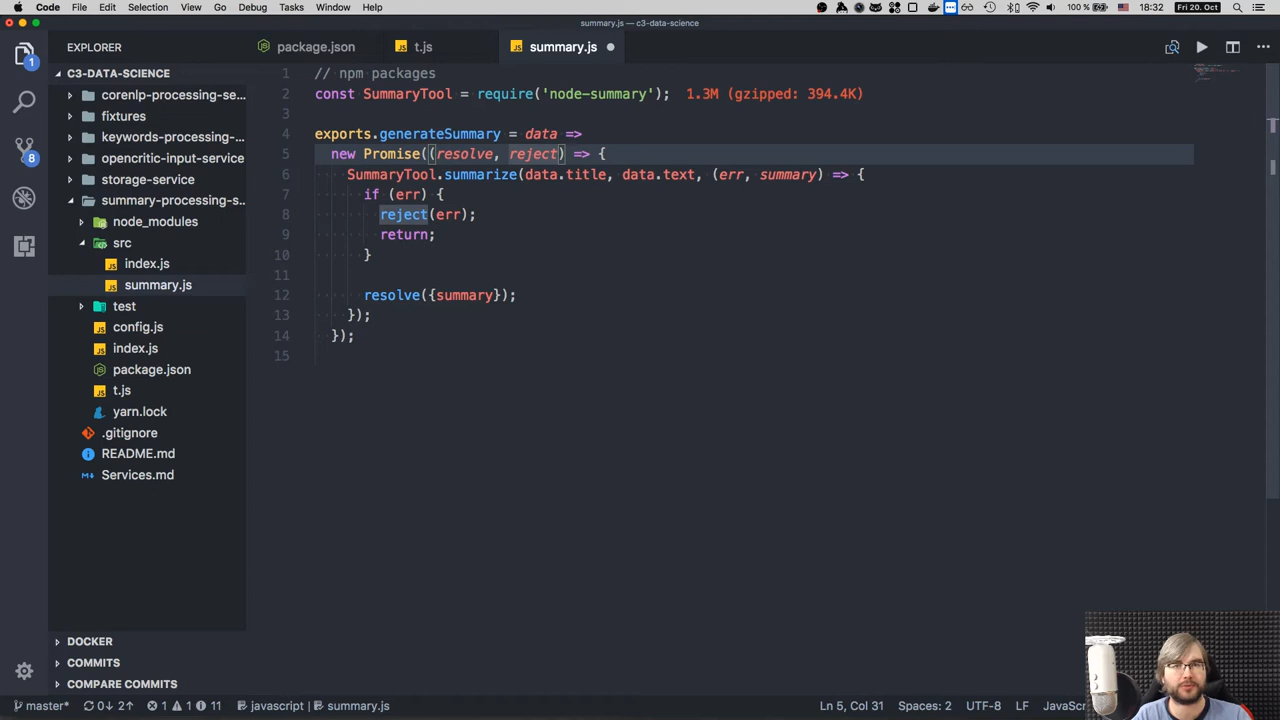 Code File Edit Selection View Go Debug Tasks Window Help 100 % 18:32 Fri 20. Oct
summary.js — c3-data-science
EXPLORER
package.json
t.js
summary.js
1
C3-DATA-SCIENCE
corenlp-processing-se...
fixtures
keywords-processing-...
opencritic-input-service
storage-service
summary-processing-s...
node_modules
src
index.js
summary.js
test
config.js
index.js
package.json
t.js
yarn.lock
.gitignore
README.md
Services.md
8
1 // npm packages
2 const SummaryTool = require('node-summary'); 1.3M (gzipped: 394.4K)
3
4 exports.generateSummary = data =>
5 new Promise((resolve, reject) => {
6 SummaryTool.summarize(data.title, data.text, (err, summary) => {
7 if (err) {
8 reject(err);
9 return;
10 }
11
12 resolve({summary});
13 });
14 });
15
DOCKER
COMMITS
COMPARE COMMITS
master* 0↓ 2↑ 1 1 11 javascript summary.js Ln 5, Col 31 Spaces: 2 UTF-8 LF JavaSc